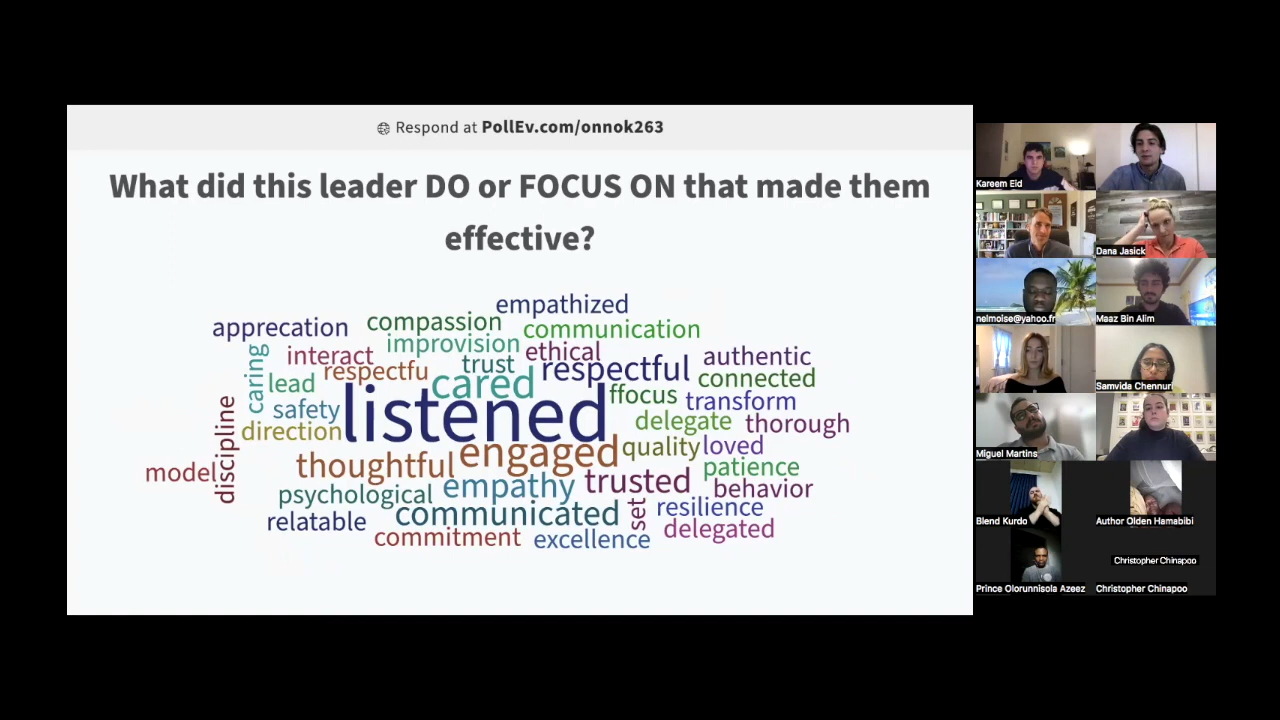 Respond at PollEv.com/onnok263
What did this leader DO or FOCUS ON that made them
effective?
empathized
apprecation
compassion
communication
improvision
interact
trust
ethical
respectful
authentic
caring
lead
respectfu
cared
ffocus
connected
safety
listened
transform
direction
delegate
thorough
discipline
thoughtful
engaged
quality
loved
model
patience
psychological
empathy
trusted
behavior
relatable
communicated
set
resilience
commitment
excellence
delegated
Kareem Eid
Dana Jasick
nelmoise@yahoo.fr
Maaz Bin Alim
Samvida Chennuri
Miguel Martins
Blend Kurdo
Author Olden Hamabibi
Christopher Chinapoo
Prince Olorunnisola Azeez
Christopher Chinapoo